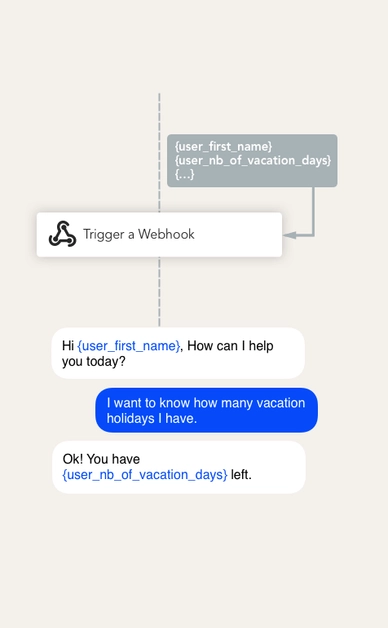 {user_first_name}
{user_nb_of_vacation_days}
{...}
Trigger a Webhook
Hi {user_first_name}, How can I help
you today?
I want to know how many vacation
holidays I have.
Ok! You have
{user_nb_of_vacation_days} left.